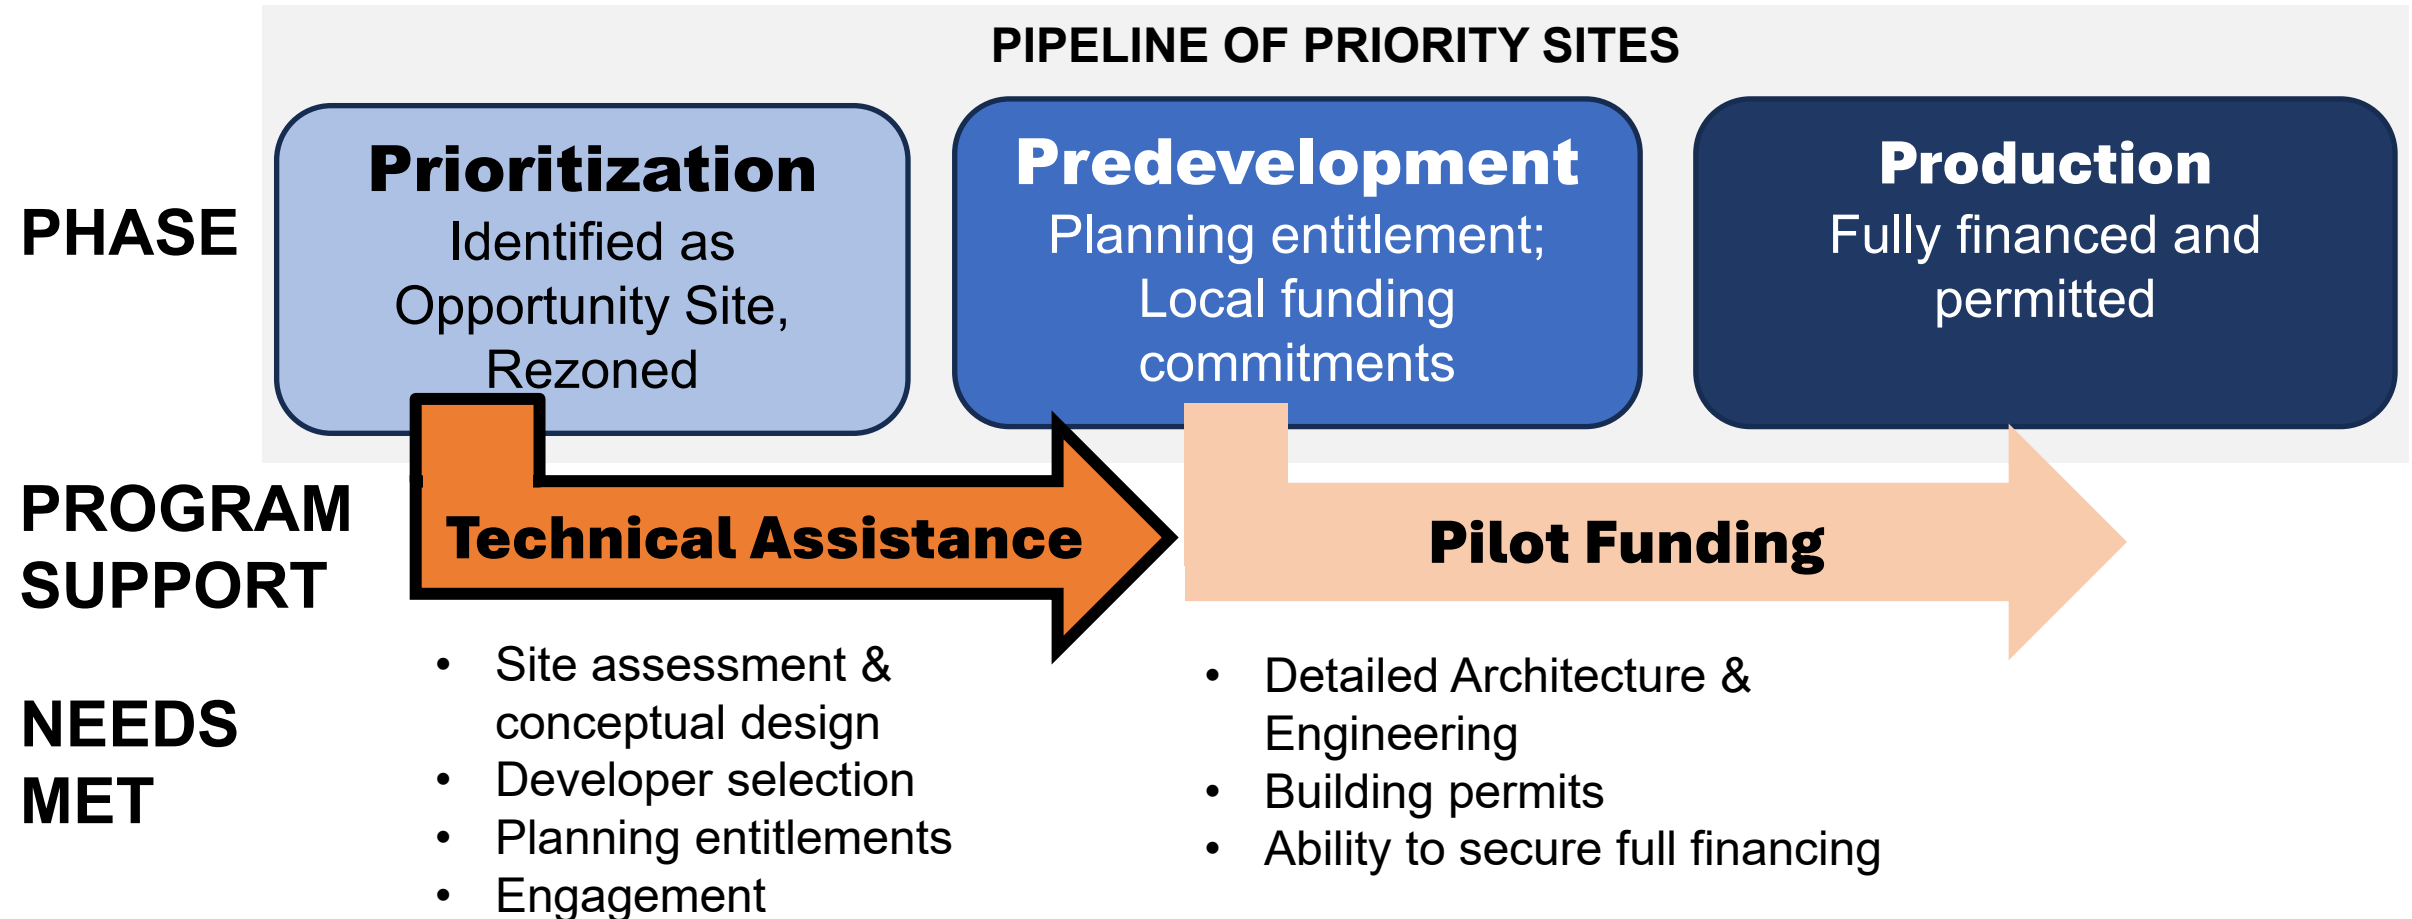 PIPELINE OF PRIORITY SITES
PHASE
Prioritization
Identified as
Opportunity Site,
Rezoned
Predevelopment
Planning entitlement;
Local funding
commitments
Production
Fully financed and
permitted
PROGRAM
SUPPORT
Technical Assistance
Pilot Funding
NEEDS
MET
• Site assessment &
conceptual design
• Developer selection
• Planning entitlements
• Engagement
• Detailed Architecture &
Engineering
• Building permits
• Ability to secure full financing